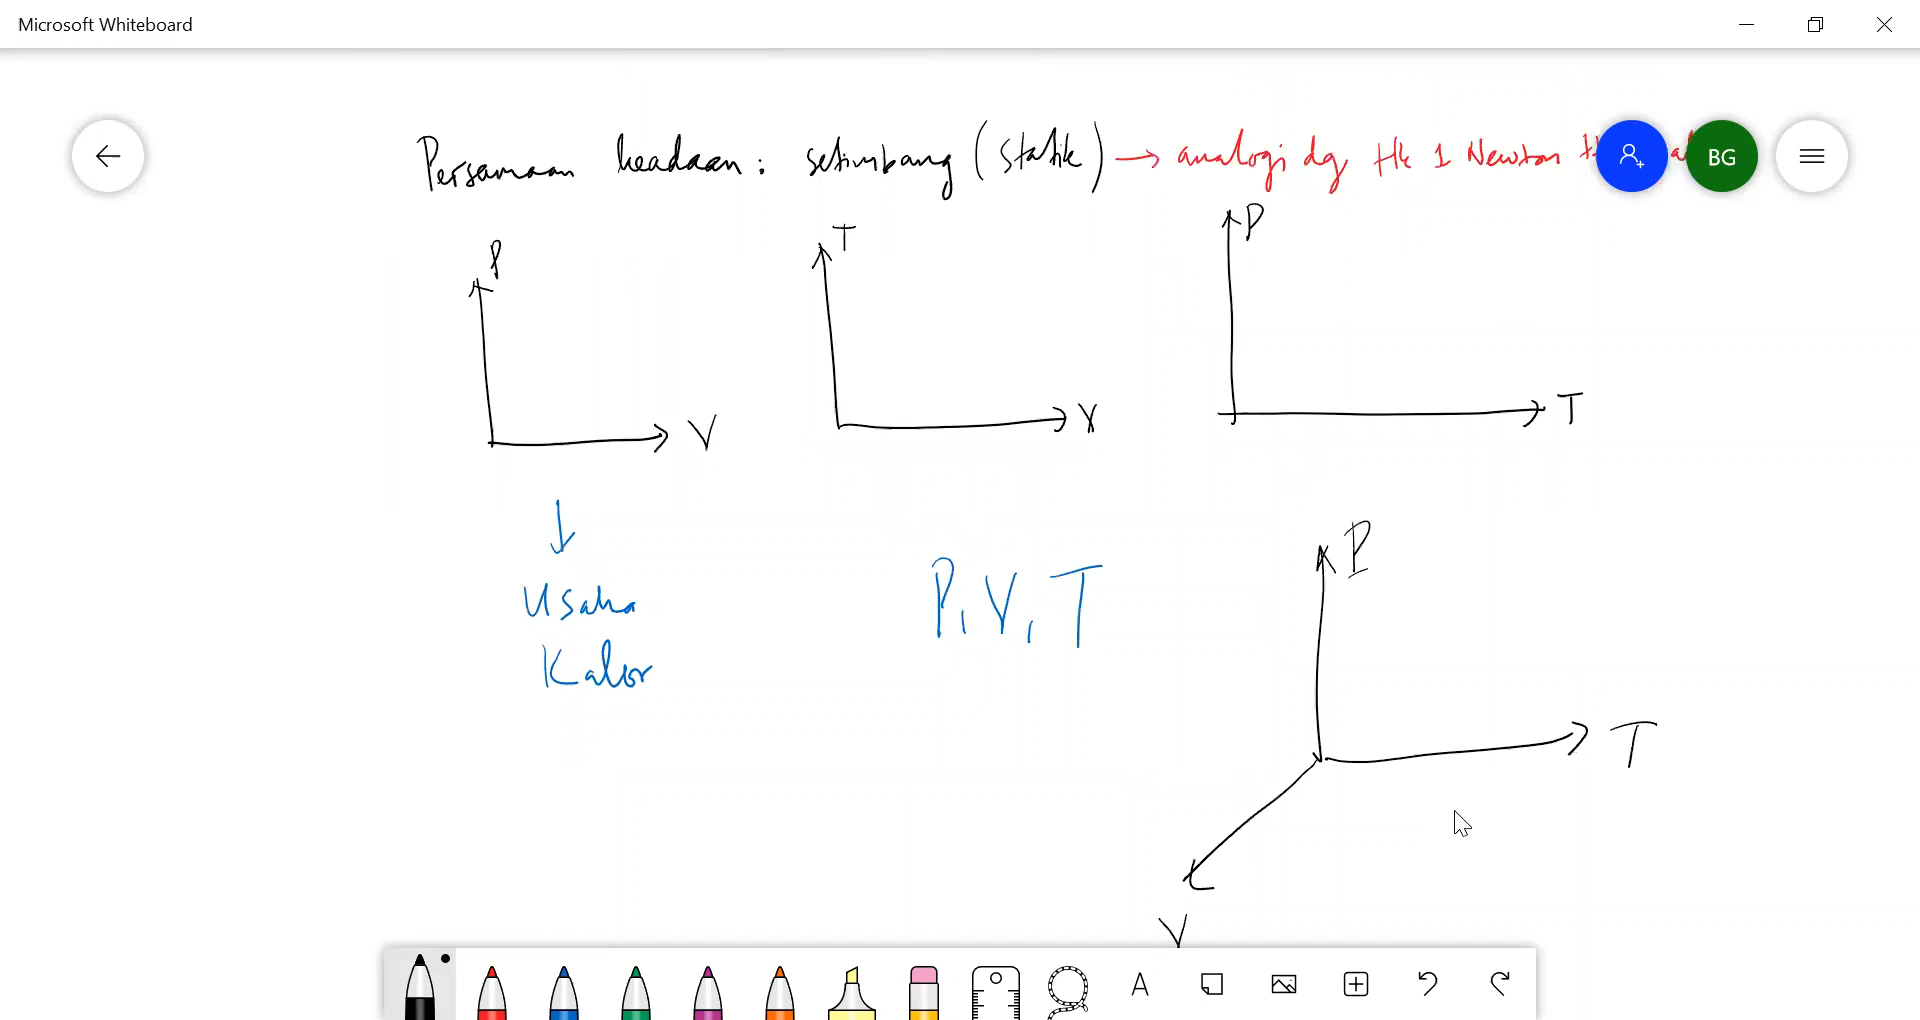 Microsoft Whiteboard
Persamaan keadaan : setimbang (statik) → analogi dg Hk 1 Newton
BG
P
T
P
V
X
T
↓
Usaha
Kalor
P, V, T
P
T
V
A